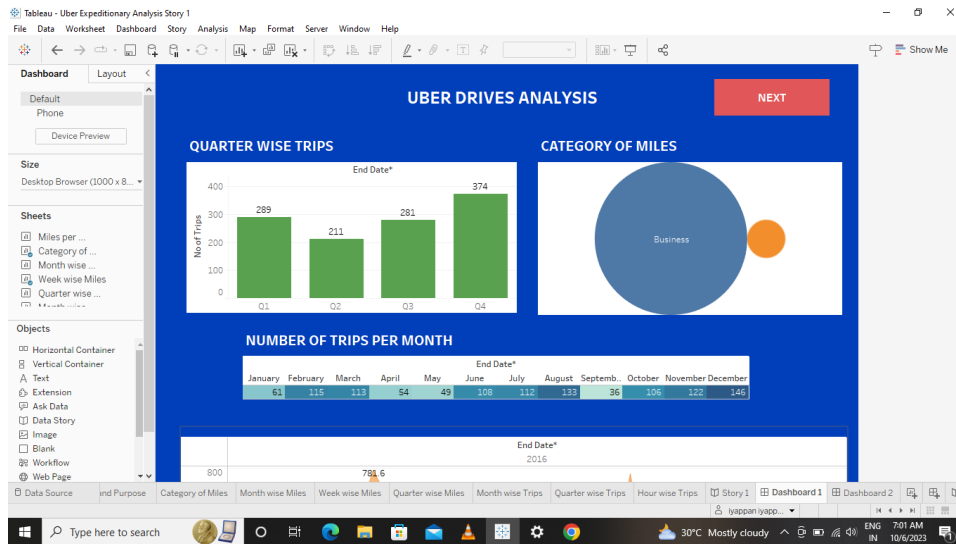 Tableau - Uber Expeditionary Analysis Story 1
File Data Worksheet Dashboard Story Analysis Map Format Server Window Help
Show Me
Dashboard Layout
Default
Phone
Device Preview
Size
Desktop Browser (1000 x 8...
Sheets
Miles per ...
Category of ...
Month wise ...
Week wise Miles
Quarter wise ...
Objects
Horizontal Container
Vertical Container
Text
Extension
Ask Data
Data Story
Image
Blank
Workflow
Web Page
UBER DRIVES ANALYSIS
NEXT
QUARTER WISE TRIPS
End Date*
No of Trips
400
300
200
100
0
289
211
281
374
Q1 Q2 Q3 Q4
CATEGORY OF MILES
Business
NUMBER OF TRIPS PER MONTH
End Date*
January February March April May June July August Septemb.. October November December
61 115 113 54 49 108 112 133 36 106 122 146
End Date*
2016
800
781.6
Data Source nd Purpose Category of Miles Month wise Miles Week wise Miles Quarter wise Miles Month wise Trips Quarter wise Trips Hour wise Trips Story 1 Dashboard 1 Dashboard 2
iyappan iyapp...
Type here to search
30°C Mostly cloudy
ENG
IN
7:01 AM
10/6/2023